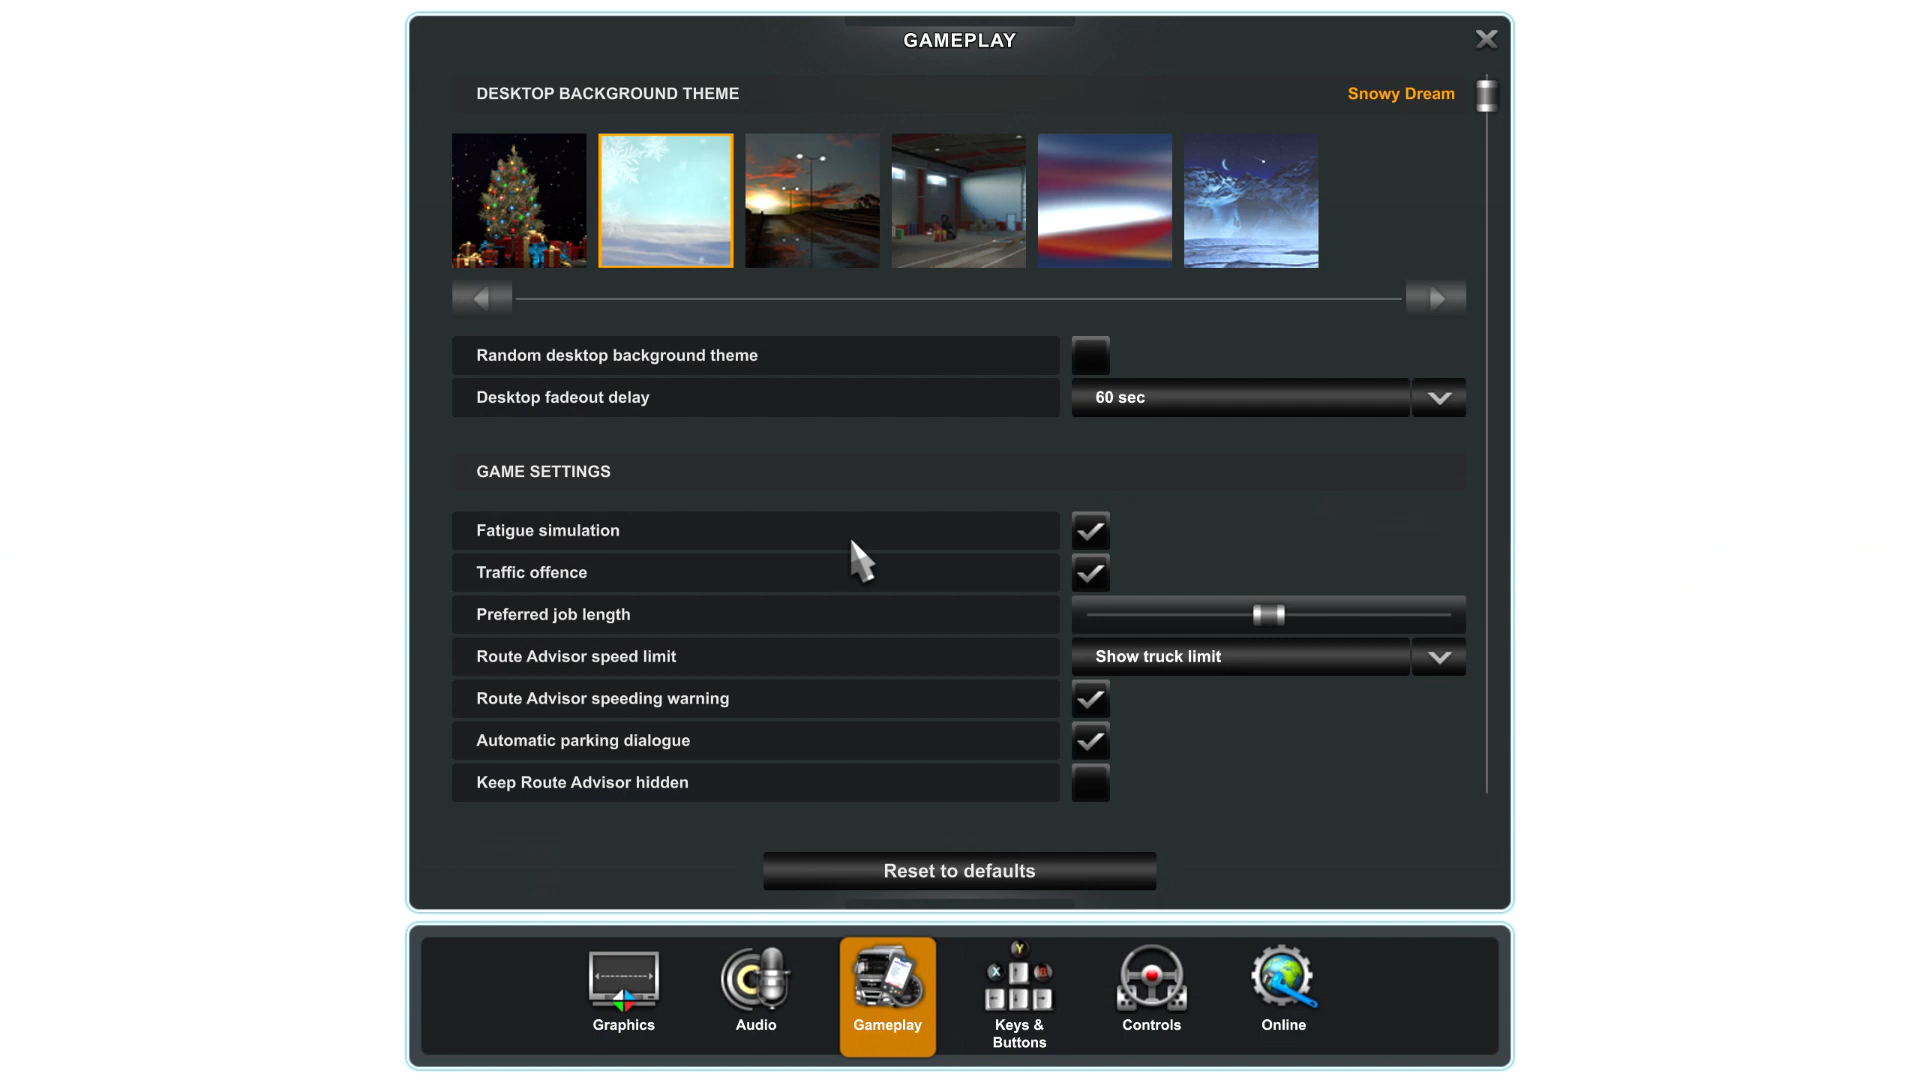 GAMEPLAY
DESKTOP BACKGROUND THEME
Snowy Dream
Random desktop background theme
Desktop fadeout delay
60 sec
GAME SETTINGS
Fatigue simulation
Traffic offence
Preferred job length
Route Advisor speed limit
Show truck limit
Route Advisor speeding warning
Automatic parking dialogue
Keep Route Advisor hidden
Reset to defaults
Y
X
B
Graphics
Audio
Gameplay
Keys &
Buttons
Controls
Online